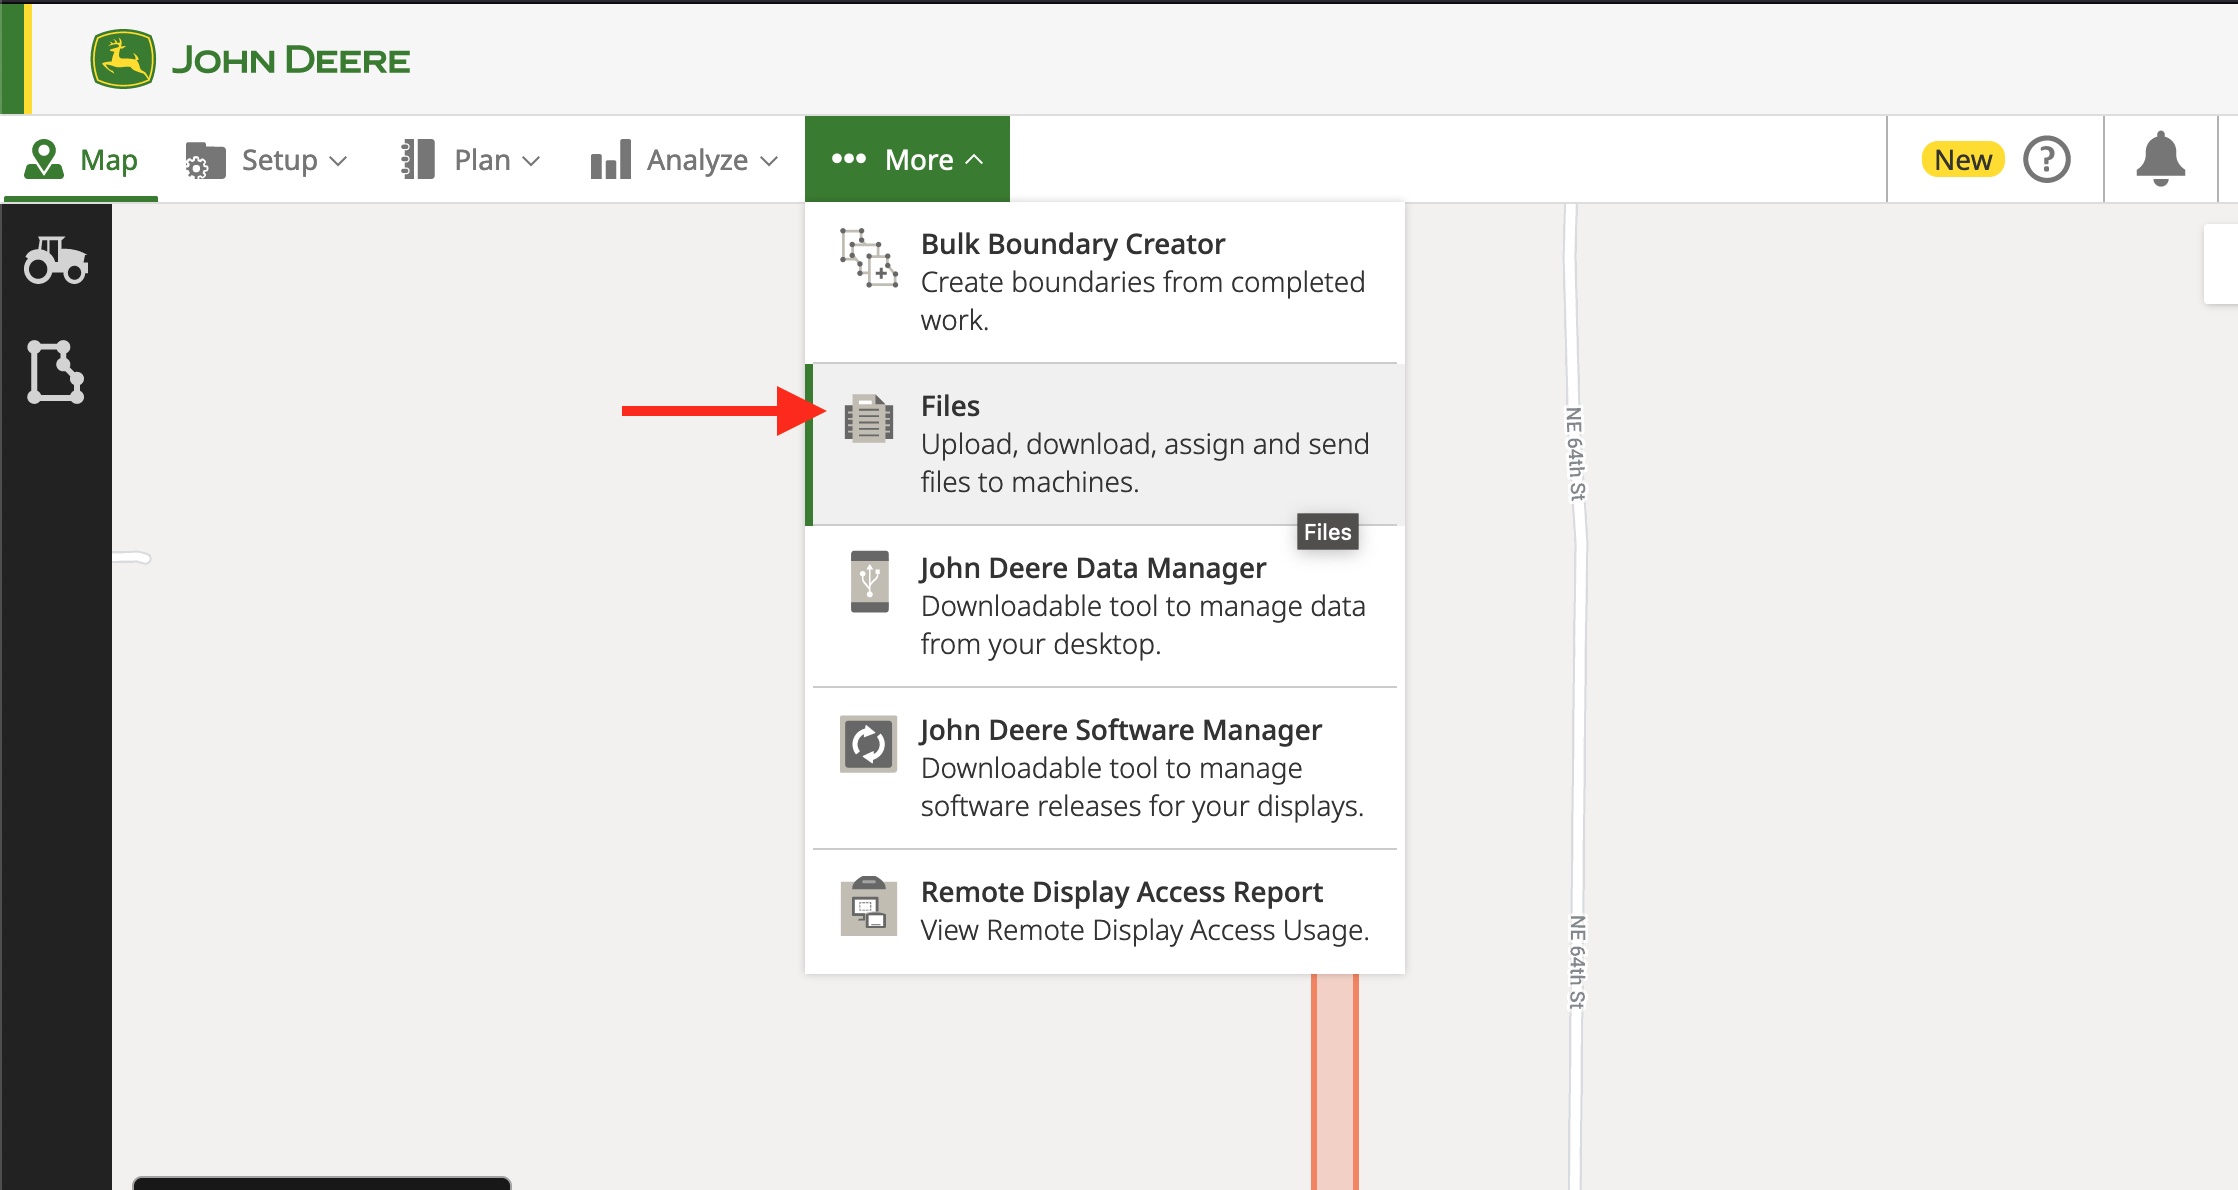 JOHN DEERE
Map
Setup
Plan
Analyze
More
New
?
Bulk Boundary Creator
Create boundaries from completed
work.
Files
Upload, download, assign and send
files to machines.
Files
John Deere Data Manager
Downloadable tool to manage data
from your desktop.
John Deere Software Manager
Downloadable tool to manage
software releases for your displays.
Remote Display Access Report
View Remote Display Access Usage.
NE 64th St
NE 64th St